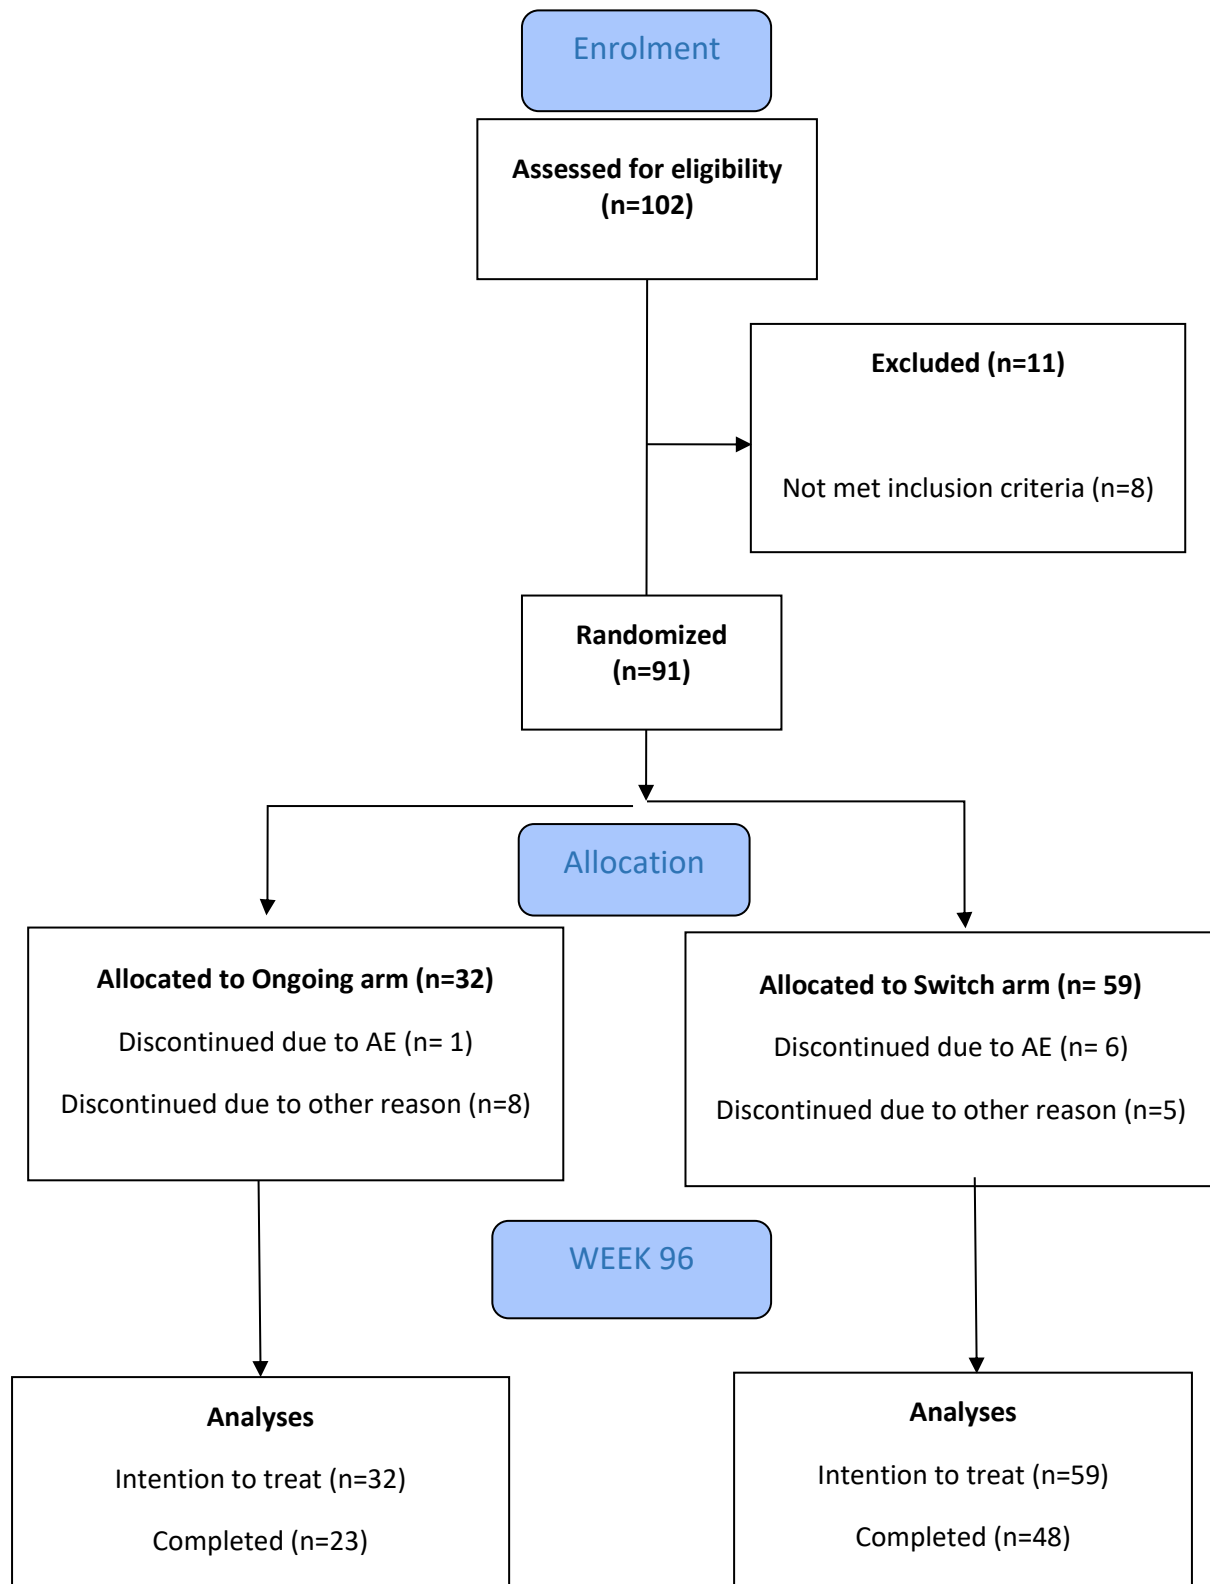 Enrolment
Assessed for eligibility
(n=102)
Excluded (n=11)
Not met inclusion criteria (n=8)
Randomized
(n=91)
Allocation
Allocated to Ongoing arm (n=32)
Discontinued due to AE (n= 1)
Discontinued due to other reason (n=8)
Allocated to Switch arm (n= 59)
Discontinued due to AE (n= 6)
Discontinued due to other reason (n=5)
WEEK 96
Analyses
Intention to treat (n=32)
Completed (n=23)
Analyses
Intention to treat (n=59)
Completed (n=48)